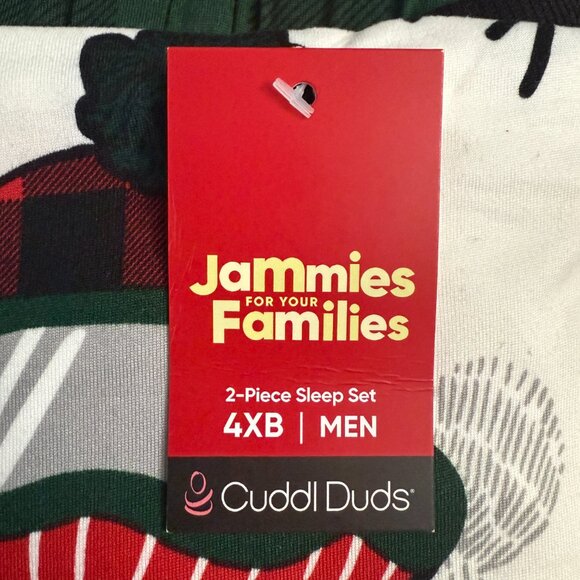 Jammies
FOR YOUR
Families
2-Piece Sleep Set
4XB | MEN
Cuddl Duds®